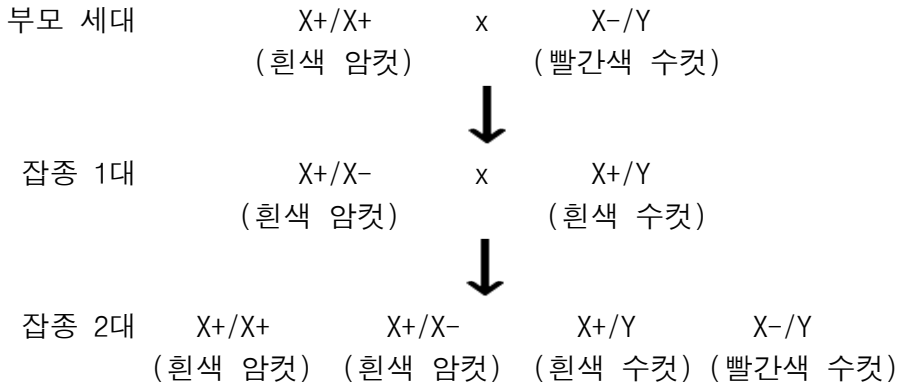 부모 세대 X+/X+ x X-/Y
(흰색 암컷) (빨간색 수컷)
잡종 1대 X+/X- x X+/Y
(흰색 암컷) (흰색 수컷)
잡종 2대 X+/X+ X+/X- X+/Y X-/Y
(흰색 암컷) (흰색 암컷) (흰색 수컷) (빨간색 수컷)